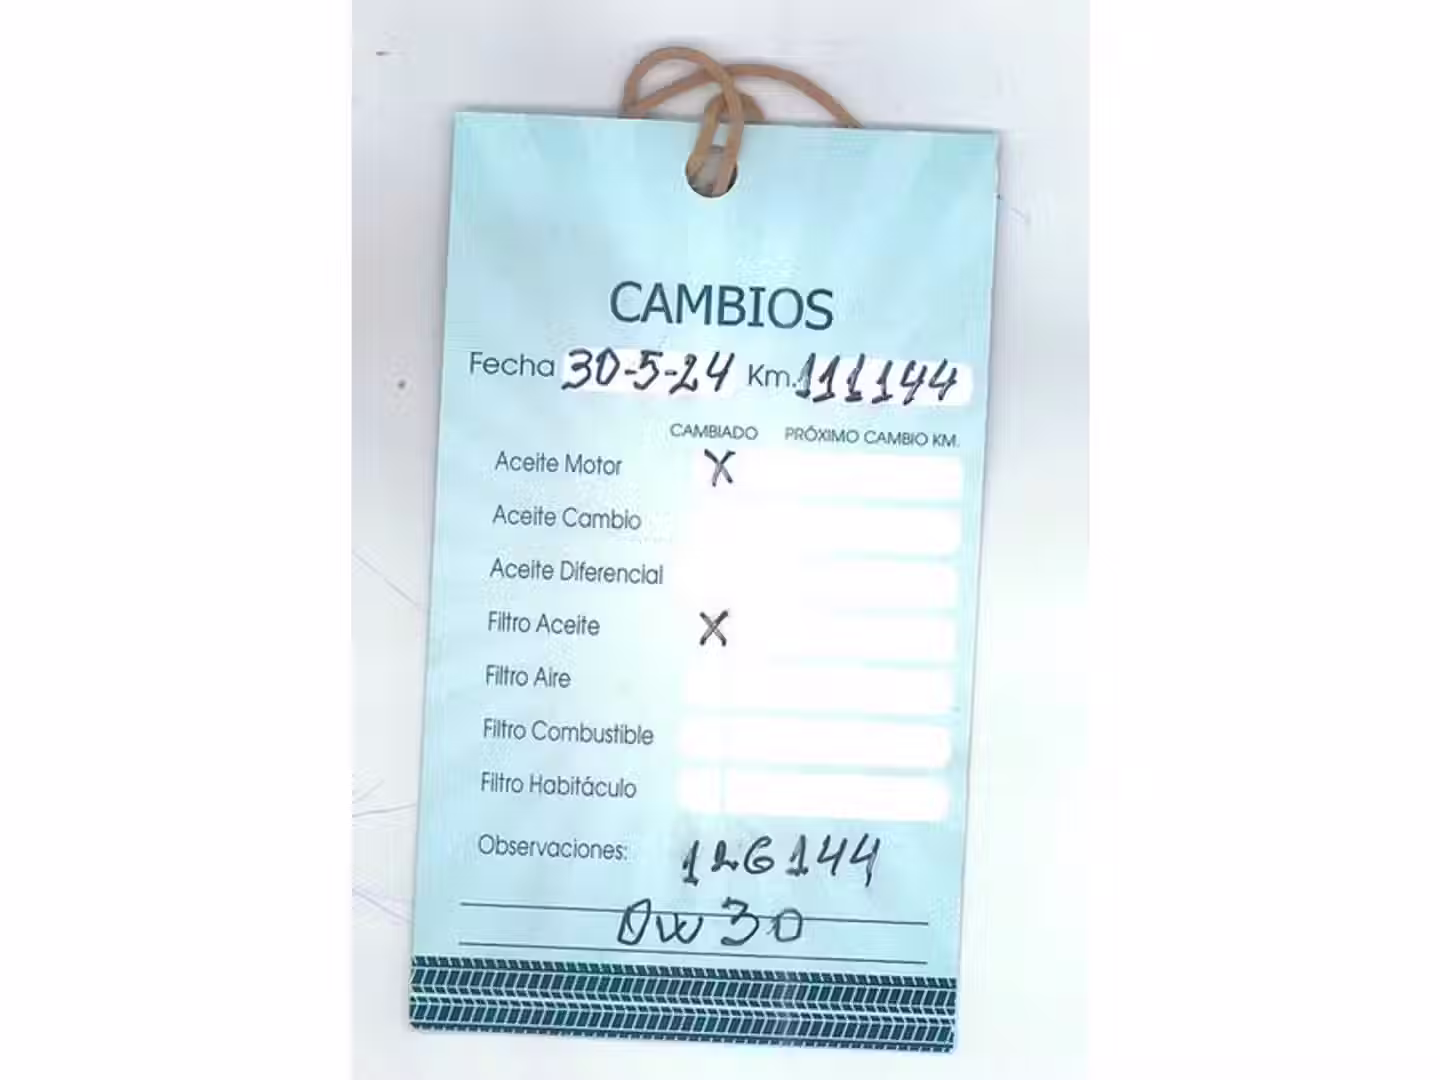 CAMBIOS
Fecha 30-5-24 Km. 111144
CAMBIADO PRÓXIMO CAMBIO KM.
Aceite Motor X
Aceite Cambio
Aceite Diferencial
Filtro Aceite X
Filtro Aire
Filtro Combustible
Filtro Habitáculo
Observaciones: 126144
0w30